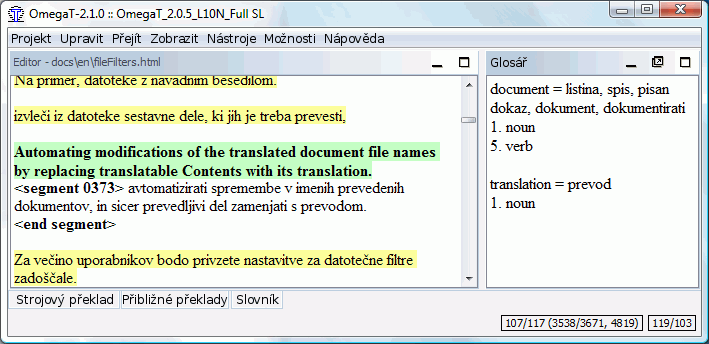 OmegaT-2.1.0 :: OmegaT_2.0.5_L10N_Full SL
Projekt Upravit Přejít Zobrazit Nástroje Možnosti Nápověda
Editor - docs\en\fileFilters.html
Na primer, datoteke z navadnim besedilom.
izvleči iz datoteke sestavne dele, ki jih je treba prevesti,
Automating modifications of the translated document file names
by replacing translatable Contents with its translation.
<segment 0373> avtomatizirati spremembe v imenih prevedenih
dokumentov, in sicer prevedljivi del zamenjati s prevodom.
<end segment>
Za večino uporabnikov bodo privzete nastavitve za datotečne filtre
zadoščale.
Glosář
document = listina, spis, pisan
dokaz, dokument, dokumentirati
1. noun
5. verb
translation = prevod
1. noun
Strojový překlad Přibližné překlady Slovník
107/117 (3538/3671, 4819) 119/103